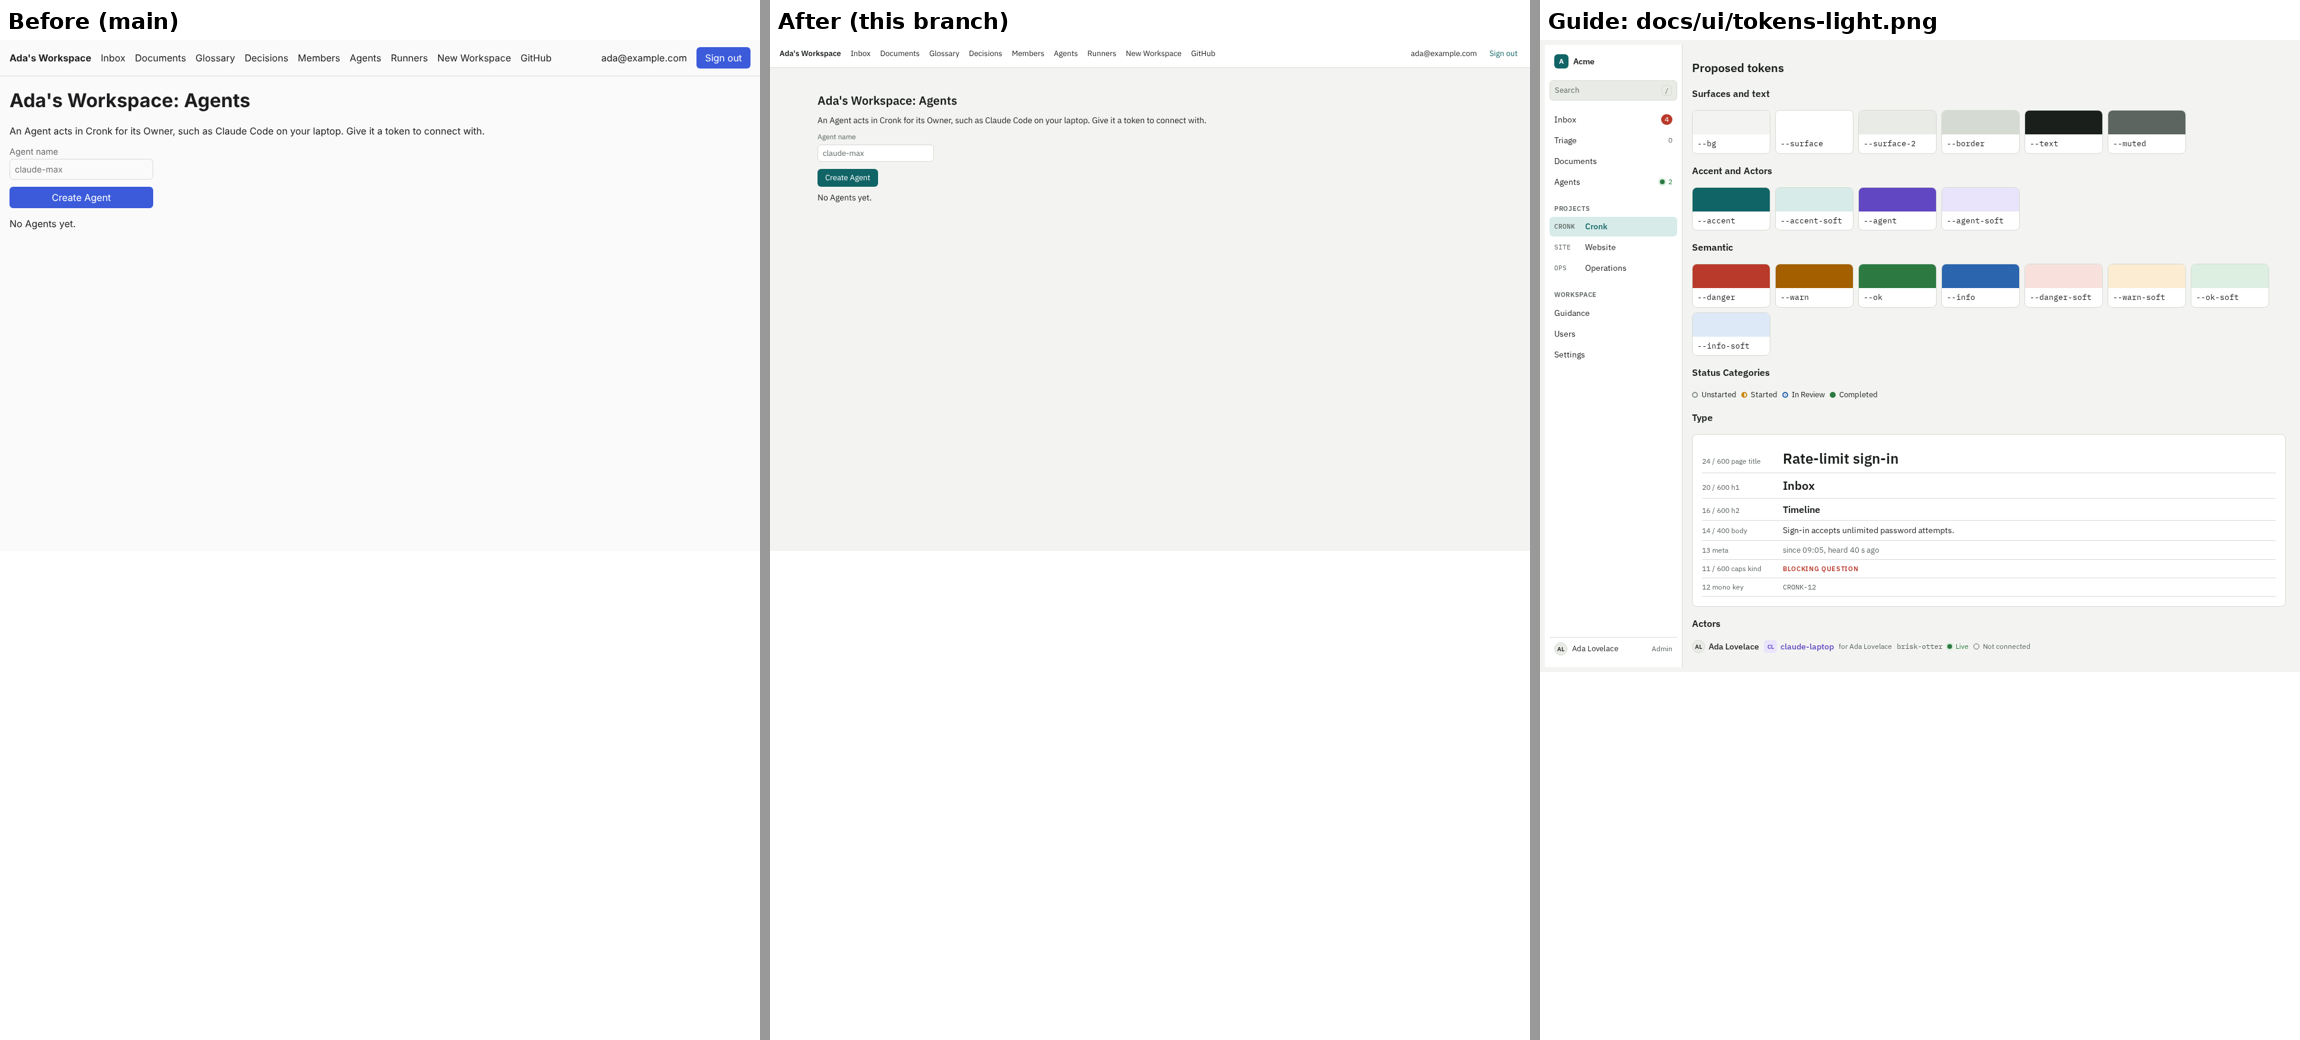 Before (main)
Ada's Workspace Inbox Documents Glossary Decisions Members Agents Runners New Workspace GitHub ada@example.com Sign out
Ada's Workspace: Agents
An Agent acts in Cronk for its Owner, such as Claude Code on your laptop. Give it a token to connect with.
Agent name
claude-max
Create Agent
No Agents yet.
After (this branch)
Ada's Workspace Inbox Documents Glossary Decisions Members Agents Runners New Workspace GitHub ada@example.com Sign out
Ada's Workspace: Agents
An Agent acts in Cronk for its Owner, such as Claude Code on your laptop. Give it a token to connect with.
Agent name
claude-max
Create Agent
No Agents yet.
Guide: docs/ui/tokens-light.png
A Acme
Search /
Inbox 4
Triage 0
Documents
Agents 2
PROJECTS
CRONK Cronk
SITE Website
OPS Operations
WORKSPACE
Guidance
Users
Settings
AL Ada Lovelace Admin
Proposed tokens
Surfaces and text
--bg --surface --surface-2 --border --text --muted
Accent and Actors
--accent --accent-soft --agent --agent-soft
Semantic
--danger --warn --ok --info --danger-soft --warn-soft --ok-soft
--info-soft
Status Categories
Unstarted Started In Review Completed
Type
24 / 600 page title Rate-limit sign-in
20 / 600 h1 Inbox
16 / 600 h2 Timeline
14 / 400 body Sign-in accepts unlimited password attempts.
13 meta since 09:05, heard 40 s ago
11 / 600 caps kind BLOCKING QUESTION
12 mono key CRONK-12
Actors
AL Ada Lovelace CL claude-laptop for Ada Lovelace brisk-otter Live Not connected